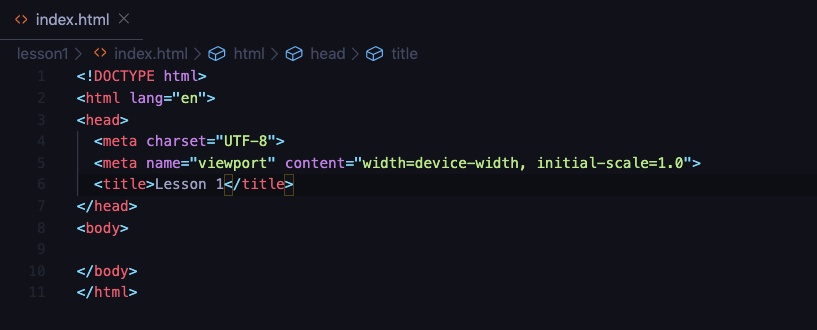 <> index.html ×
lesson1 > <> index.html > html > head > title
1 <!DOCTYPE html>
2 <html lang="en">
3 <head>
4   <meta charset="UTF-8">
5   <meta name="viewport" content="width=device-width, initial-scale=1.0">
6   <title>Lesson 1</title>
7 </head>
8 <body>
9
10 </body>
11 </html>